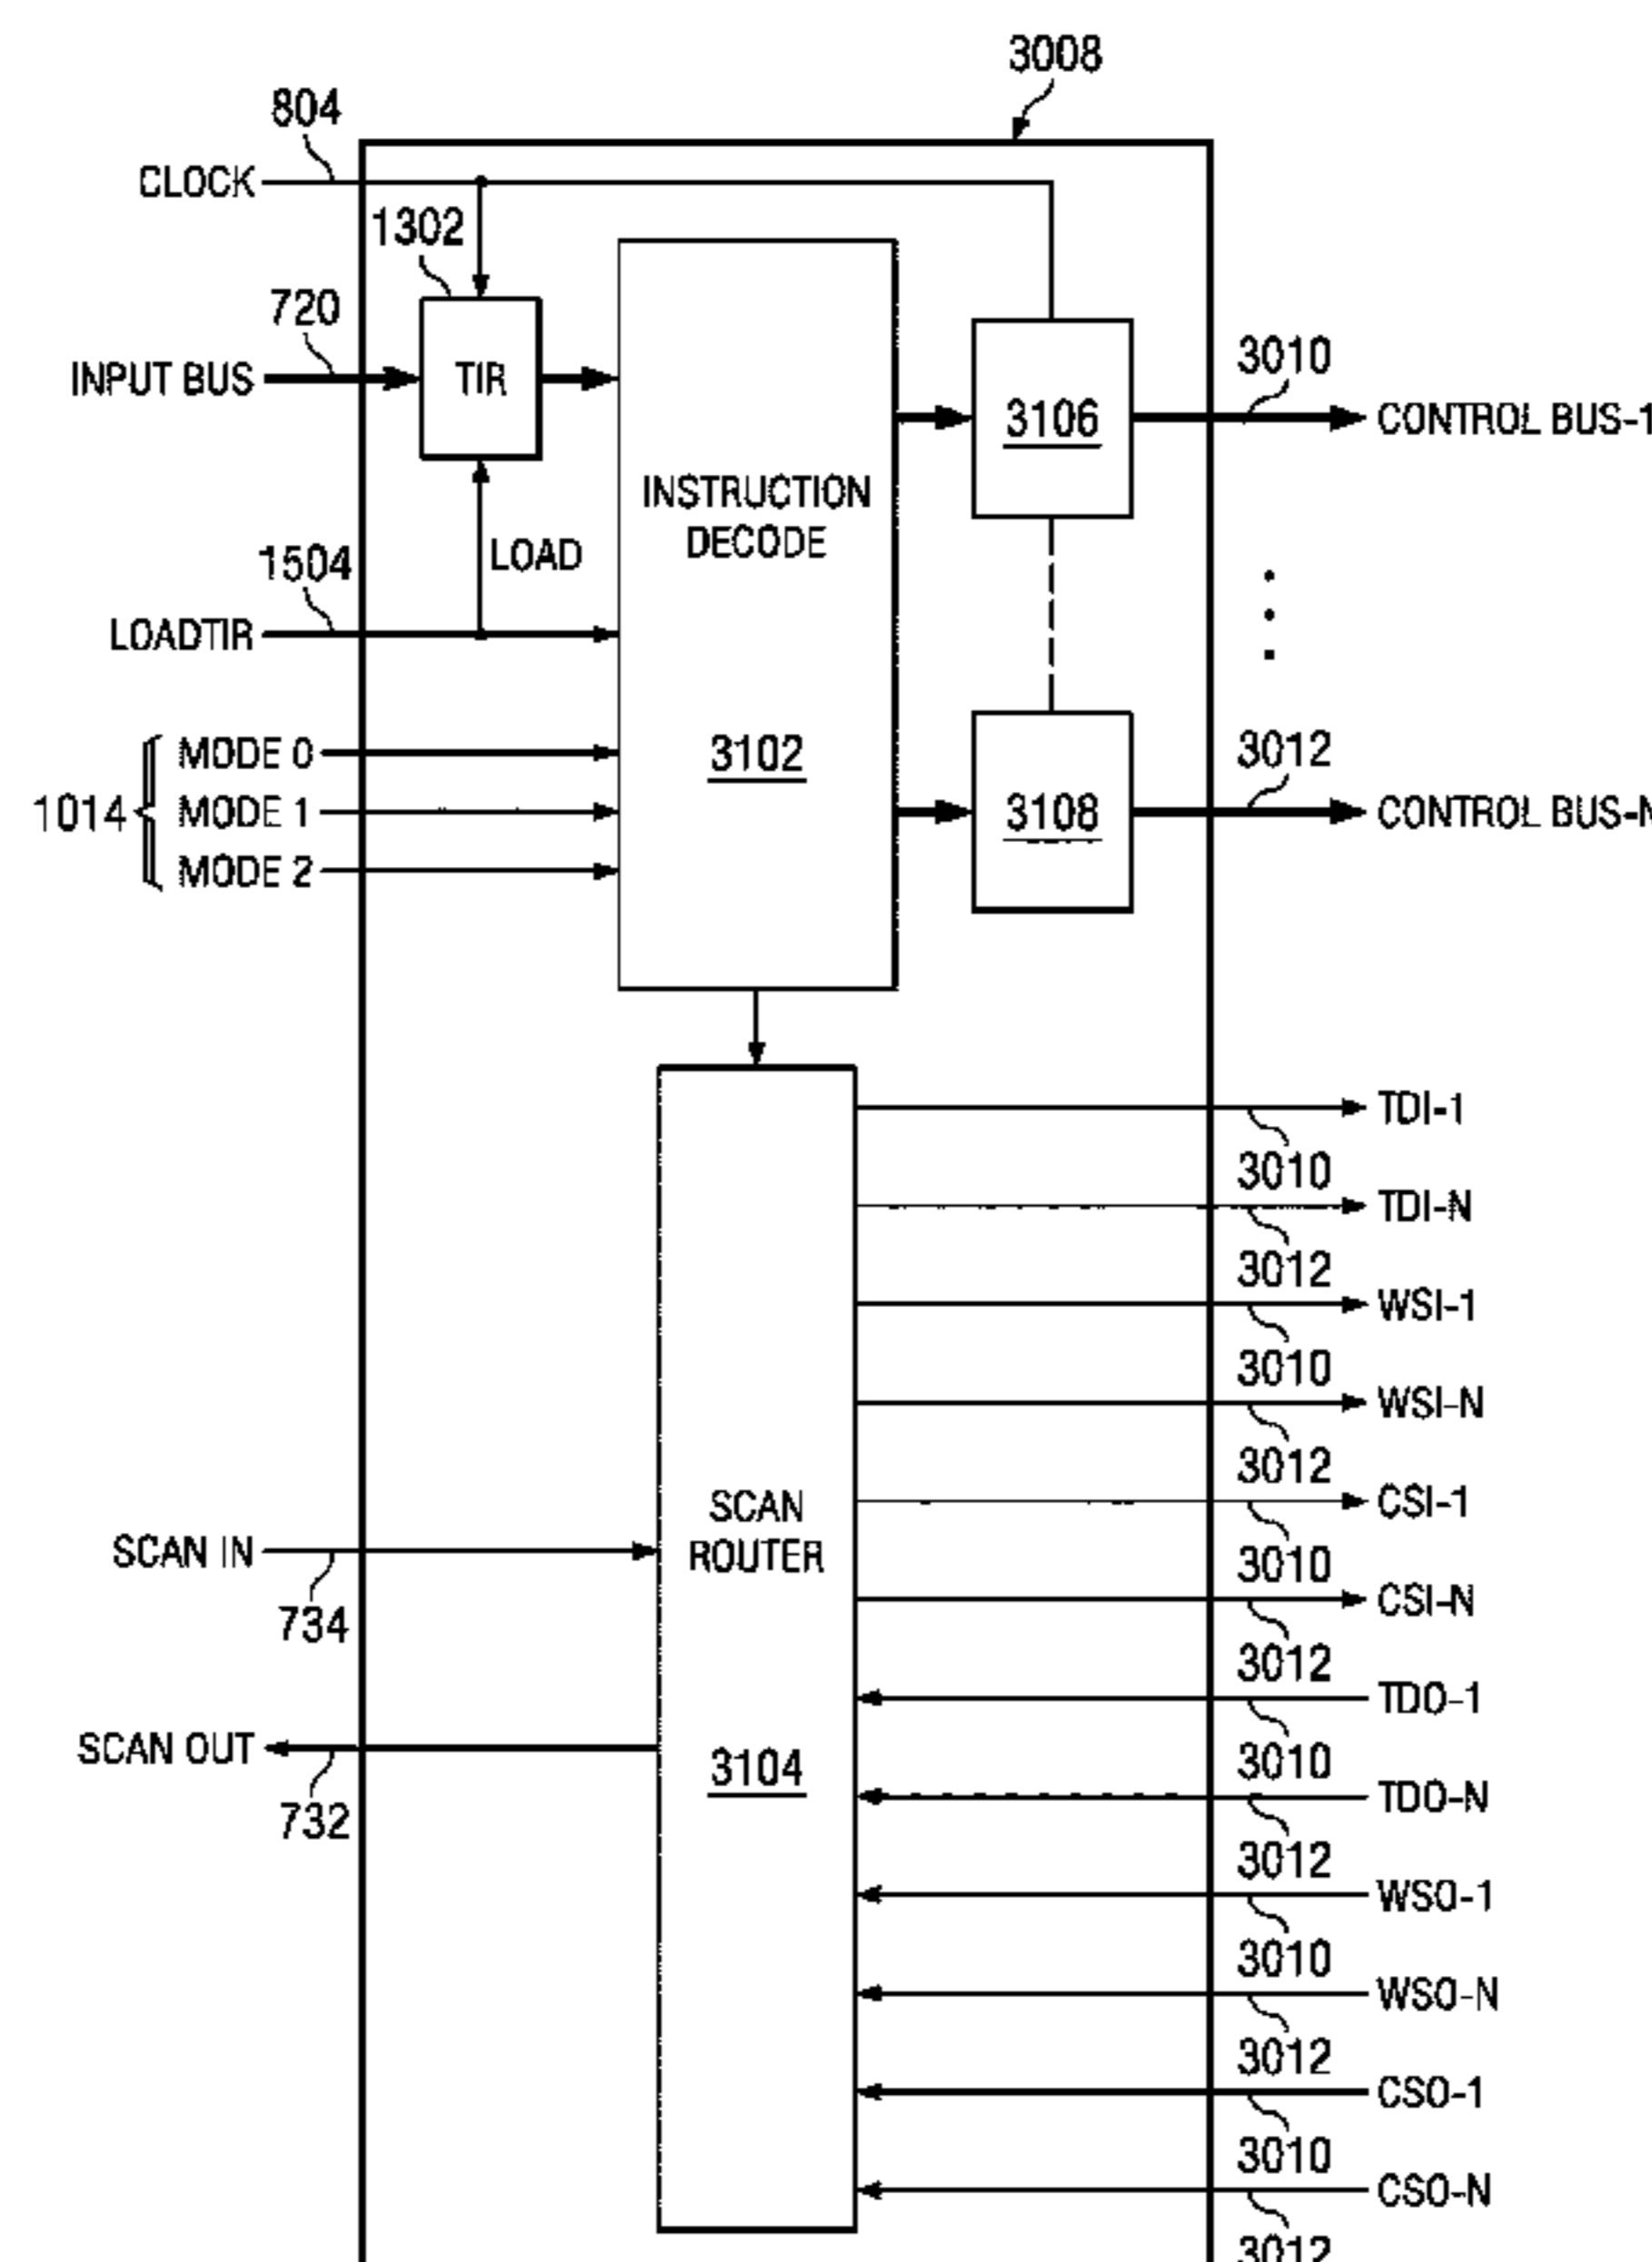 3008
804
CLOCK
1302
720
INPUT BUS
TIR
3106
3010
CONTROL BUS-1
INSTRUCTION
DECODE
LOAD
1504
LOADTIR
3102
MODE 0
1014
MODE 1
MODE 2
3108
3012
CONTROL BUS-N
TDI-1
3010
TDI-N
3012
WSI-1
3010
WSI-N
3012
CSI-1
3010
CSI-N
3012
SCAN
ROUTER
SCAN IN
734
TDO-1
3010
SCAN OUT
732
3104
TDO-N
3012
WSO-1
3010
WSO-N
3012
CSO-1
3010
CSO-N
3012